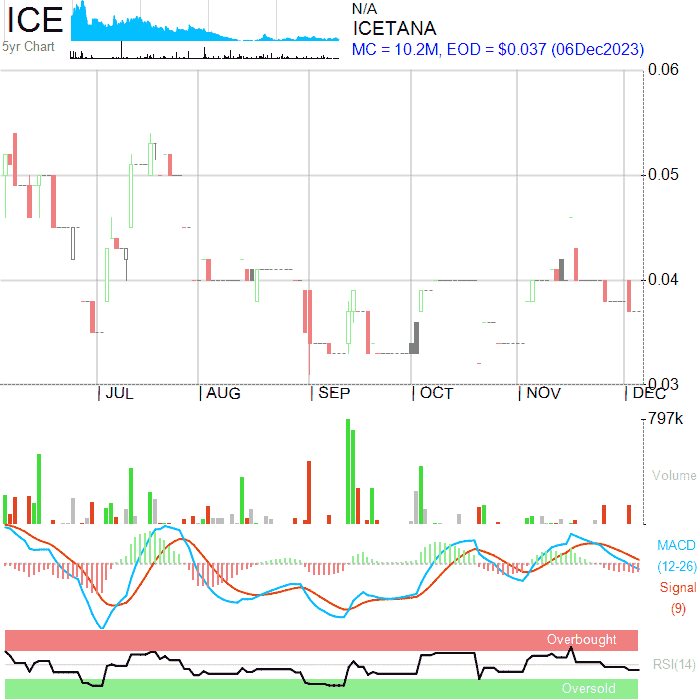 ICE
5yr Chart
N/A
ICETANA
MC = 10.2M, EOD = $0.037 (06Dec2023)
0.06
0.05
0.04
0.03
JUL AUG SEP OCT NOV DEC
797k
Volume
MACD
(12-26)
Signal
(9)
Overbought
RSI(14)
Oversold